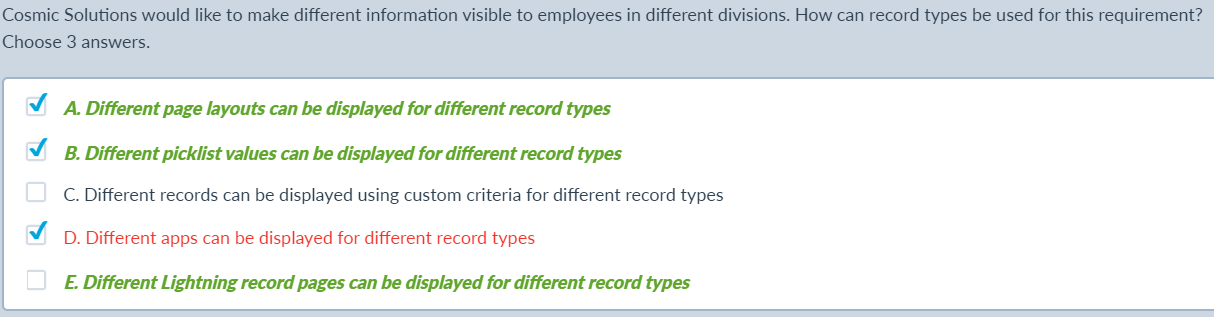 Cosmic Solutions would like to make different information visible to employees in different divisions. How can record types be used for this requirement?
Choose 3 answers.
A. Different page layouts can be displayed for different record types
B. Different picklist values can be displayed for different record types
C. Different records can be displayed using custom criteria for different record types
D. Different apps can be displayed for different record types
E. Different Lightning record pages can be displayed for different record types